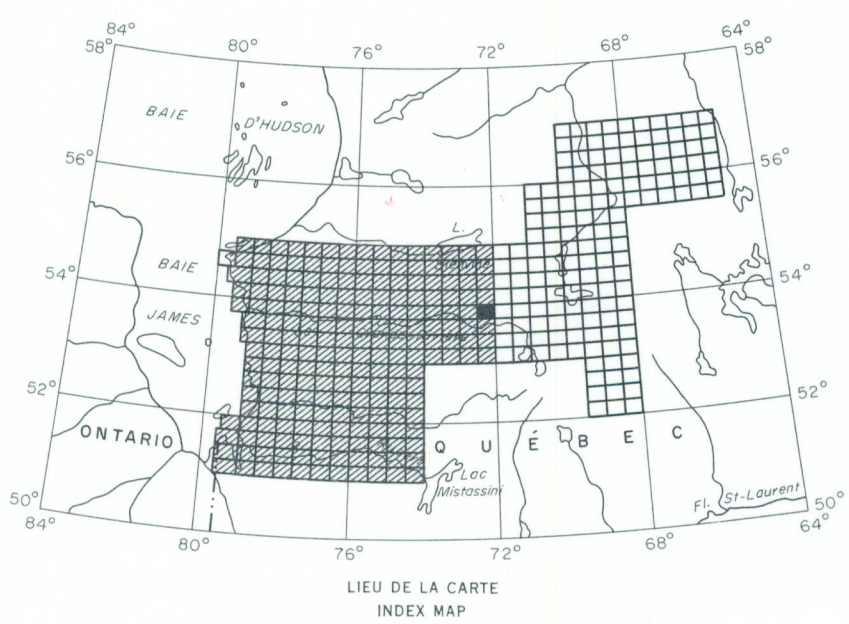 84° 80° 76° 72° 68° 64°
58° 58°
BAIE
D'HUDSON
56° 56°
L.
BAIE
54° 54°
JAMES
52° 52°
ONTARIO QUÉBEC
Lac
Mistassini
Fl. St-Laurent
50° 50°
84° 80° 76° 72° 68° 64°
LIEU DE LA CARTE
INDEX MAP